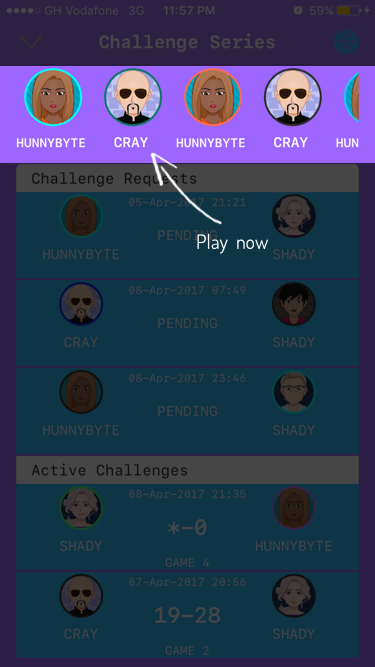 GH Vodafone 3G 11:57 PM 59%
Challenge Series
HUNNYBYTE CRAY HUNNYBYTE CRAY HUN
Challenge Requests
05-Apr-2017 21:21
PENDING
HUNNYBYTE SHADY
Play now
08-Apr-2017 07:49
PENDING
CRAY SHADY
08-Apr-2017 23:46
PENDING
HUNNYBYTE SHADY
Active Challenges
08-Apr-2017 21:35
*-0
SHADY HUNNYBYTE
GAME 4
07-Apr-2017 20:56
19-28
CRAY SHADY
GAME 2